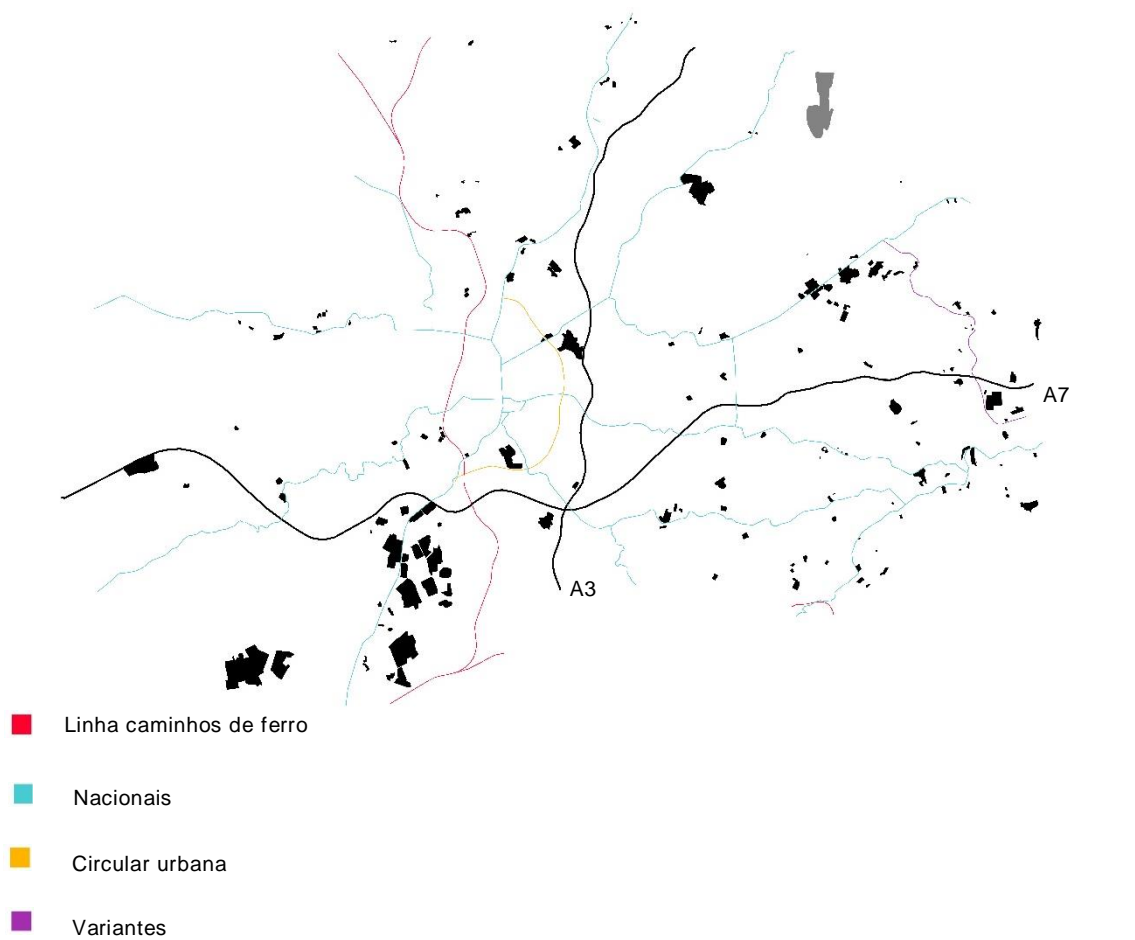 A7
A3
Linha caminhos de ferro
Nacionais
Circular urbana
Variantes